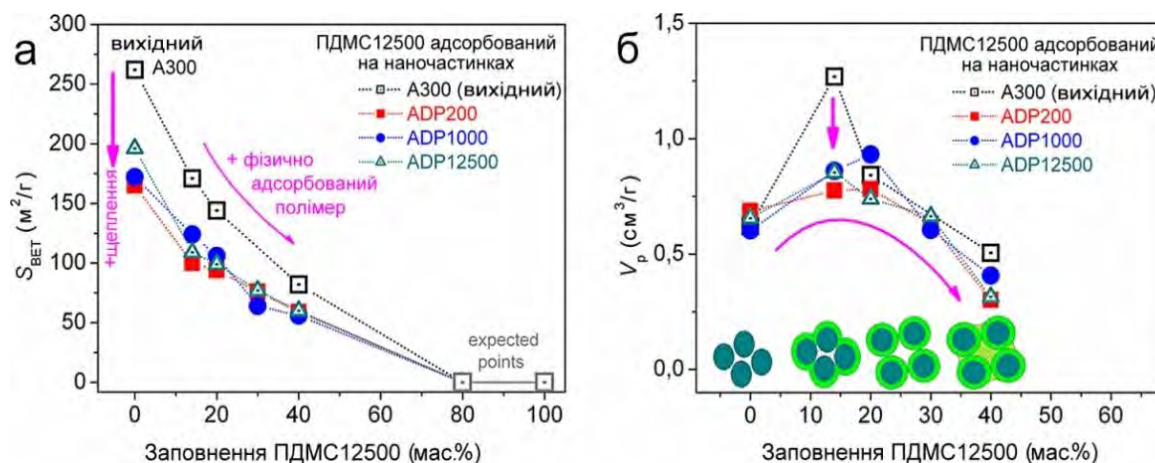 а
300
250
200
150
100
50
0
S_BET (м²/г)
вихідний
A300
+щеплення
+ фізично
адсорбований
полімер
ПДМС12500 адсорбований
на наночастинках
A300 (вихідний)
ADP200
ADP1000
ADP12500
expected
points
0 20 40 60 80 100
Заповнення ПДМС12500 (мас.%)
б
1,5
1,0
0,5
0,0
V_p (см³/г)
ПДМС12500 адсорбований
на наночастинках
A300 (вихідний)
ADP200
ADP1000
ADP12500
0 10 20 30 40 50 60
Заповнення ПДМС12500 (мас.%)